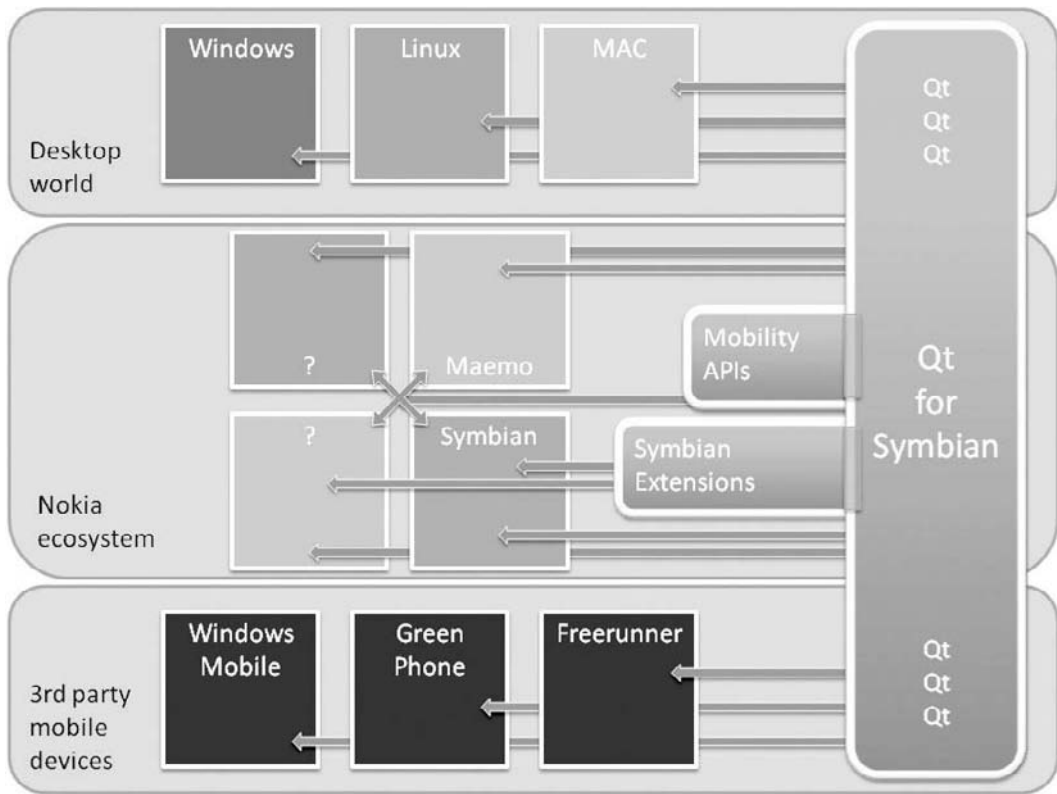 Windows
Linux
MAC
Desktop
world
Qt
Qt
Qt
?
Maemo
?
Symbian
Mobility
APIs
Symbian
Extensions
Qt
for
Symbian
Nokia
ecosystem
Windows
Mobile
Green
Phone
Freerunner
3rd party
mobile
devices
Qt
Qt
Qt